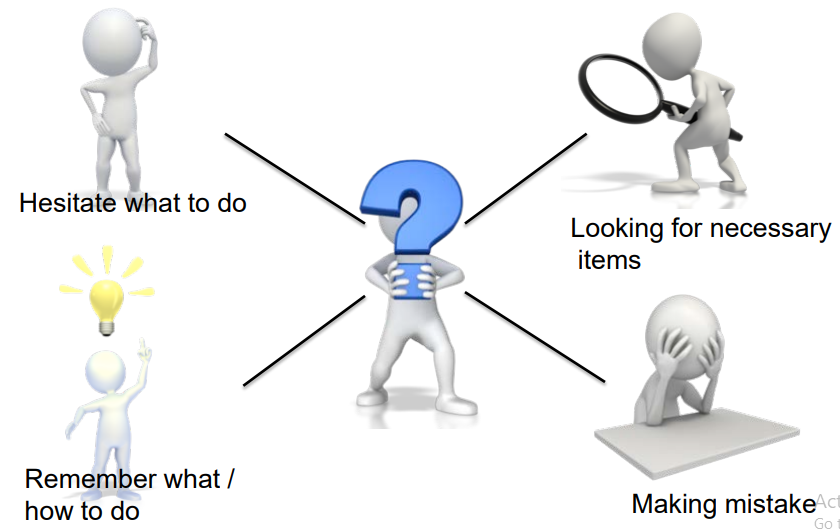 Hesitate what to do
Looking for necessary
items
Remember what /
how to do
Making mistake